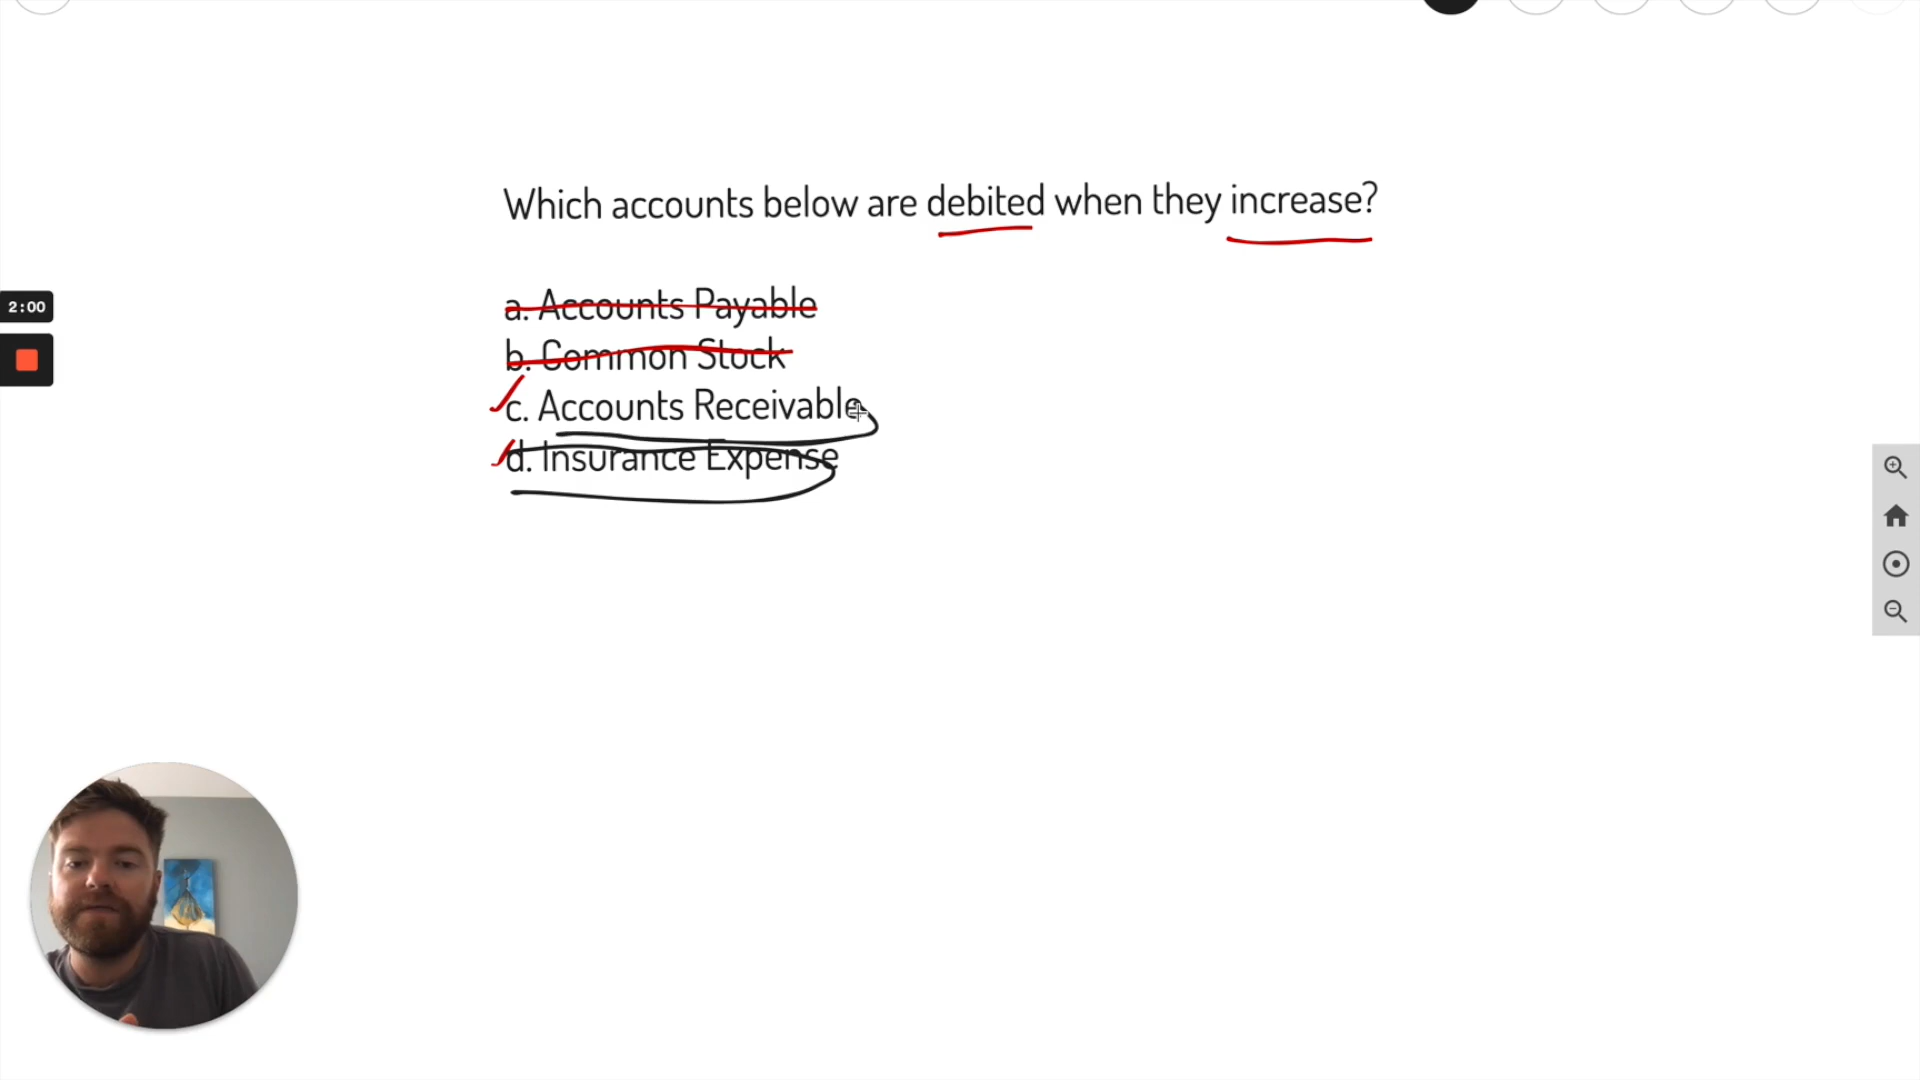 Which accounts below are debited when they increase?
2:00
a. Accounts Payable
b. Common Stock
c. Accounts Receivable
d. Insurance Expense